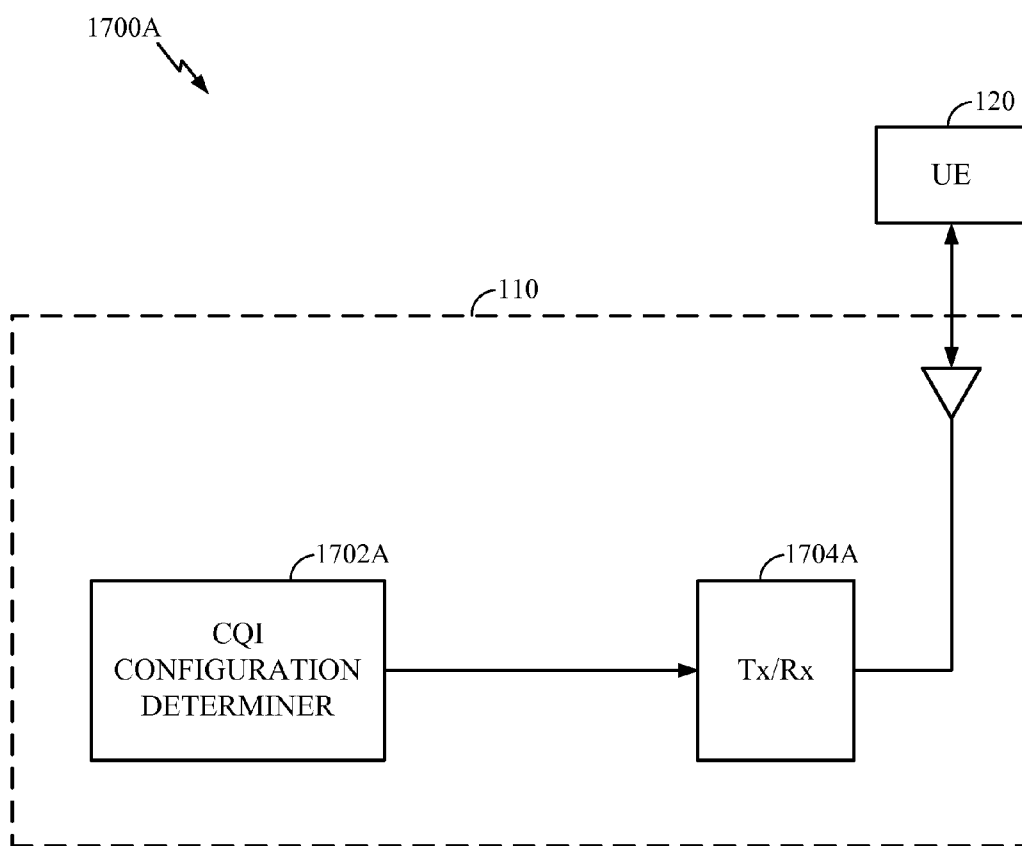 1700A
120
UE
110
1702A
1704A
CQI
CONFIGURATION
DETERMINER
Tx/Rx